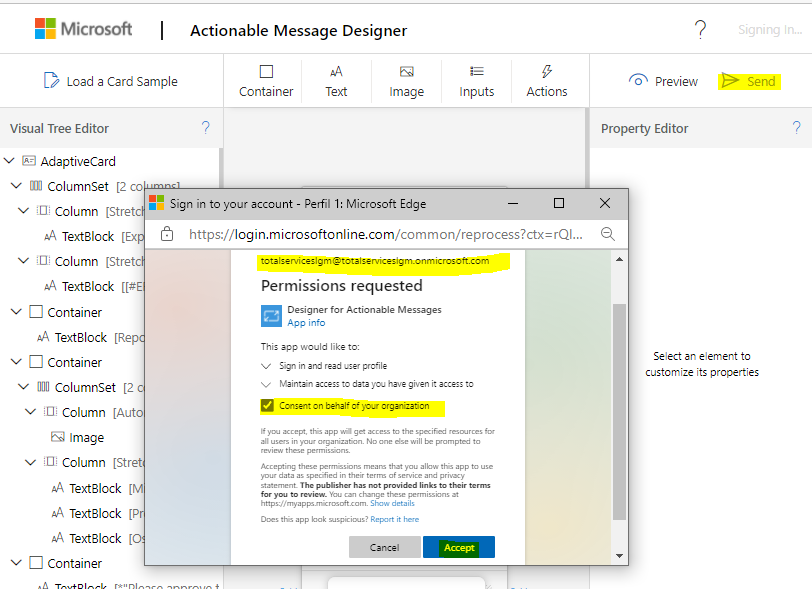 Microsoft | Actionable Message Designer ? Signing In...
Load a Card Sample
Container Text Image Inputs Actions
Preview Send
Visual Tree Editor ?
Property Editor ?
AdaptiveCard
ColumnSet [2 columns]
Column [Stretch
TextBlock [Exp
Column [Stretch
TextBlock [[#E
Container
TextBlock [Repo
Container
ColumnSet [2 c
Column [Auto
Image
Column [Stret
TextBlock [M
TextBlock [Pr
TextBlock [Os
Container
TextBlock [*"Please approve t
Sign in to your account - Perfil 1: Microsoft Edge
https://login.microsoftonline.com/common/reprocess?ctx=rQI...
totalserviceslgm@totalserviceslgm.onmicrosoft.com
Permissions requested
Designer for Actionable Messages
App info
This app would like to:
Sign in and read user profile
Maintain access to data you have given it access to
Consent on behalf of your organization
If you accept, this app will get access to the specified resources for
all users in your organization. No one else will be prompted to
review these permissions.
Accepting these permissions means that you allow this app to use
your data as specified in their terms of service and privacy
statement. The publisher has not provided links to their terms
for you to review. You can change these permissions at
https://myapps.microsoft.com. Show details
Does this app look suspicious? Report it here
Cancel Accept
Select an element to
customize its properties